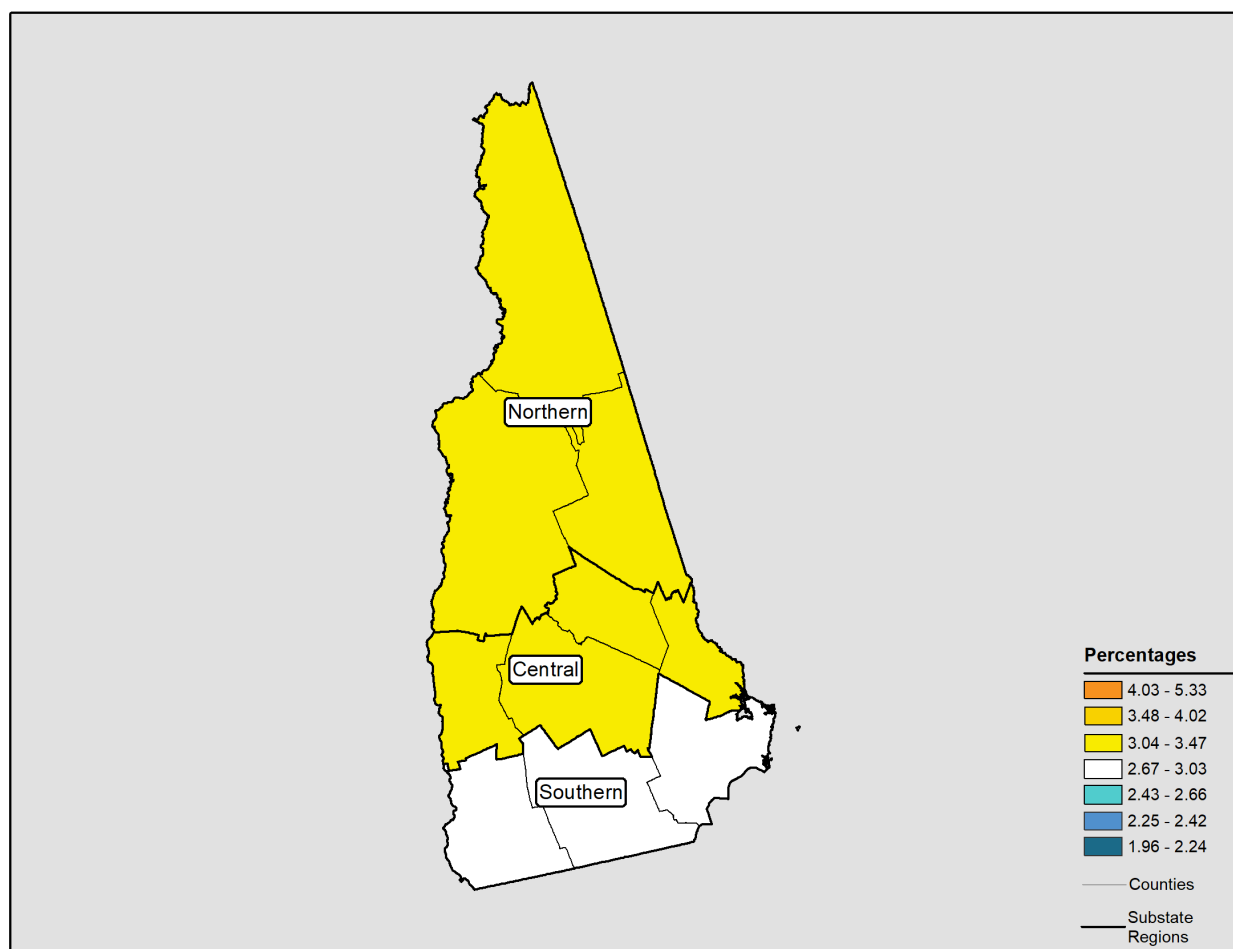 Northern
Central
Southern
Percentages
4.03 - 5.33
3.48 - 4.02
3.04 - 3.47
2.67 - 3.03
2.43 - 2.66
2.25 - 2.42
1.96 - 2.24
Counties
Substate
Regions